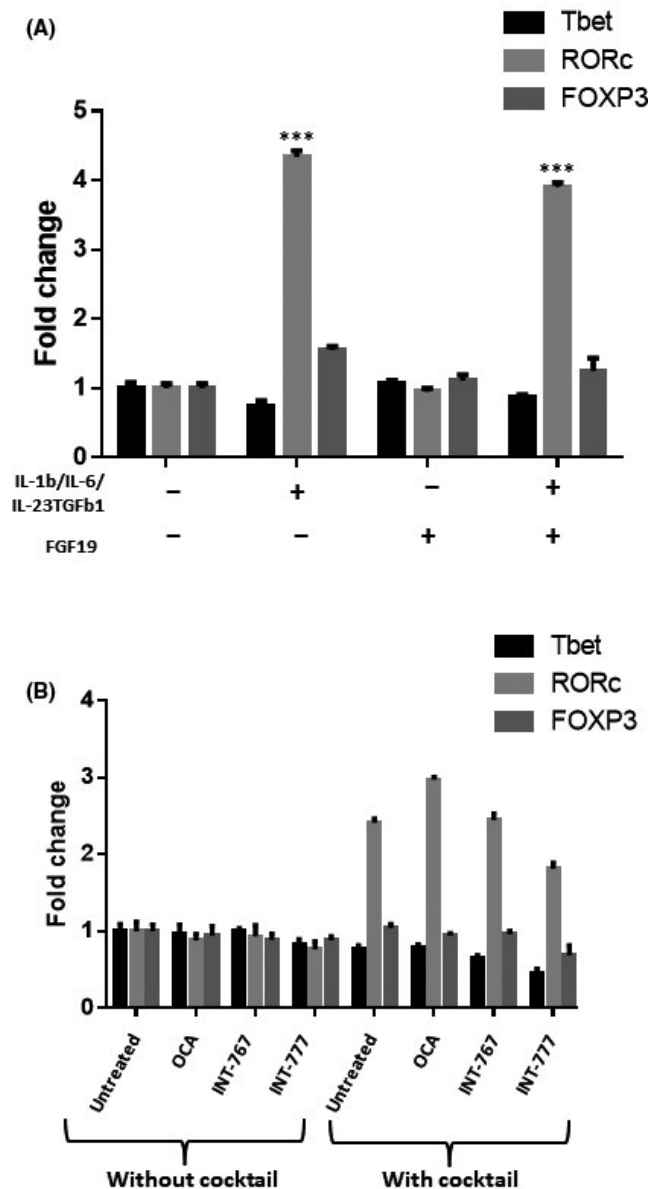 (A)
Tbet
RORc
FOXP3
Fold change
5
4
3
2
1
0
*** ***
IL-1b/IL-6/
IL-23TGFb1
− + − +
FGF19
− − + +
(B)
Tbet
RORc
FOXP3
Fold change
4
3
2
1
0
Untreated
OCA
INT-767
INT-777
Untreated
OCA
INT-767
INT-777
Without cocktail With cocktail